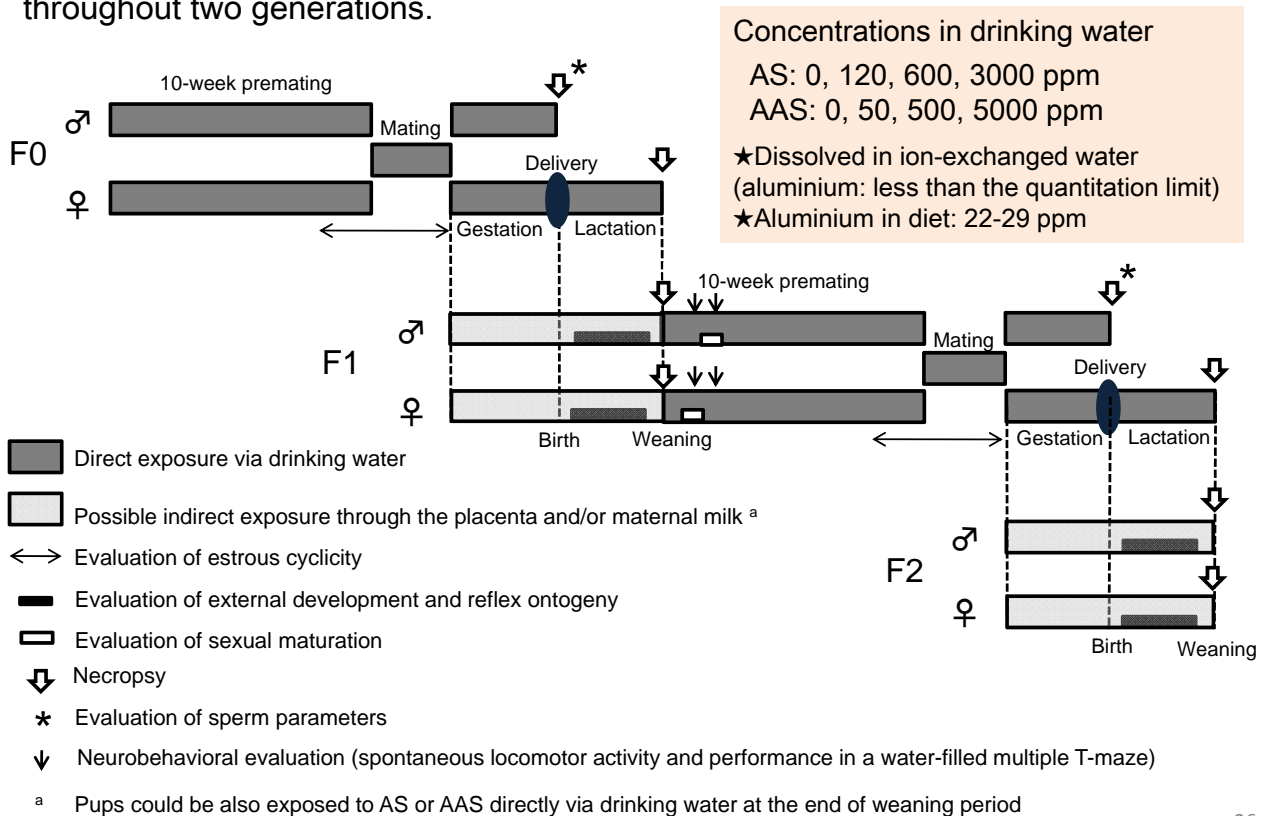 throughout two generations.
Concentrations in drinking water
AS: 0, 120, 600, 3000 ppm
AAS: 0, 50, 500, 5000 ppm
★Dissolved in ion-exchanged water
(aluminium: less than the quantitation limit)
★Aluminium in diet: 22-29 ppm
10-week premating
*
♂
Mating
F0
Delivery
♀
Gestation
Lactation
10-week premating
*
♂
Mating
F1
Delivery
♀
Birth
Weaning
Gestation
Lactation
Direct exposure via drinking water
Possible indirect exposure through the placenta and/or maternal milk a
♂
Evaluation of estrous cyclicity
F2
Evaluation of external development and reflex ontogeny
♀
Evaluation of sexual maturation
Birth
Weaning
Necropsy
* Evaluation of sperm parameters
Neurobehavioral evaluation (spontaneous locomotor activity and performance in a water-filled multiple T-maze)
a Pups could be also exposed to AS or AAS directly via drinking water at the end of weaning period